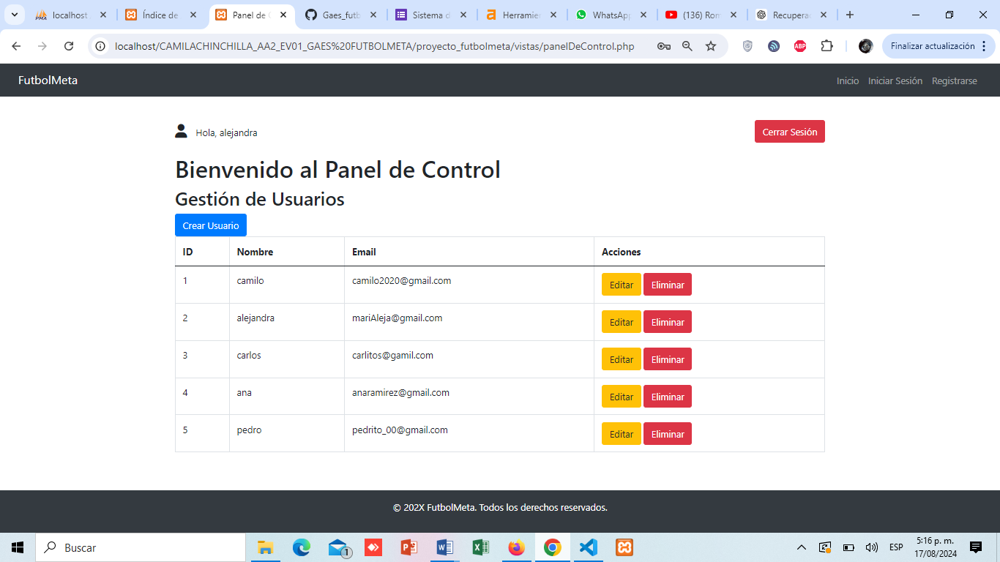 localhost
Índice de
Panel de C
Gaes_futb
Sistema d
Herramie
WhatsApp
(136) Rom
Recupera
localhost/CAMILACHINCHILLA_AA2_EV01_GAES%20FUTBOLMETA/proyecto_futbolmeta/vistas/panelDeControl.php
ABP
Finalizar actualización
FutbolMeta
Inicio Iniciar Sesión Registrarse
Hola, alejandra
Cerrar Sesión
Bienvenido al Panel de Control
Gestión de Usuarios
Crear Usuario
ID Nombre Email Acciones
1 camilo camilo2020@gmail.com Editar Eliminar
2 alejandra mariAleja@gmail.com Editar Eliminar
3 carlos carlitos@gamil.com Editar Eliminar
4 ana anaramirez@gmail.com Editar Eliminar
5 pedro pedrito_00@gmail.com Editar Eliminar
© 202X FutbolMeta. Todos los derechos reservados.
Buscar
1
ESP
5:16 p. m.
17/08/2024